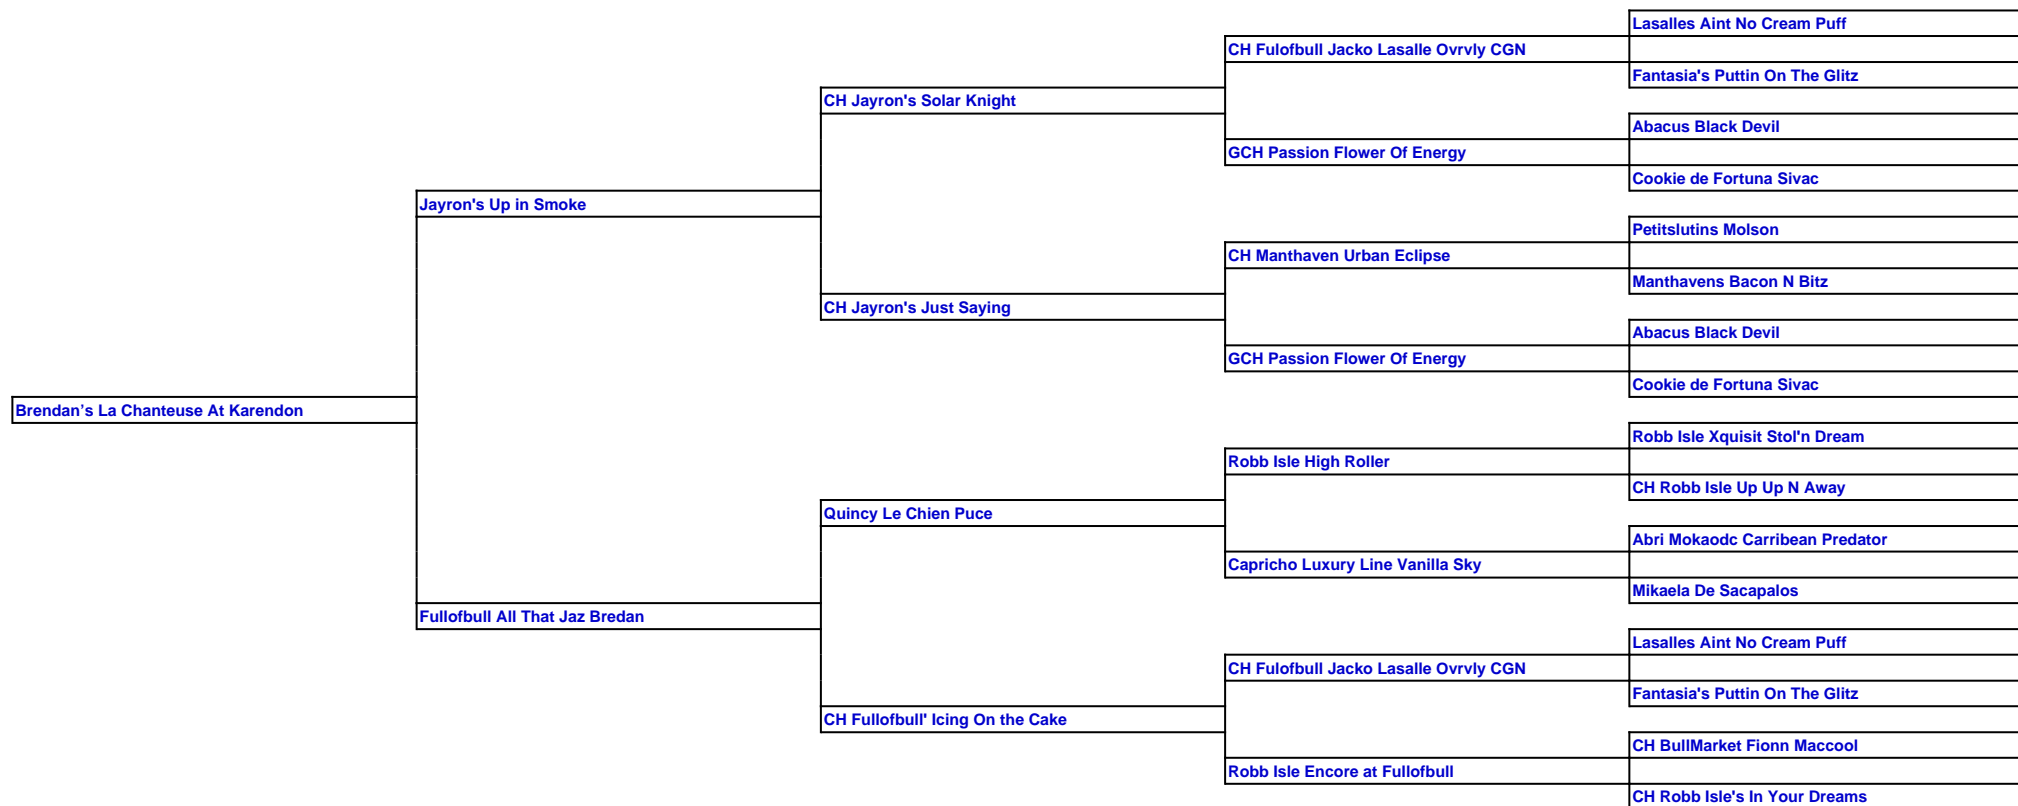 Lasalles Aint No Cream Puff
CH Fulofbull Jacko Lasalle Ovrvly CGN
Fantasia's Puttin On The Glitz
CH Jayron's Solar Knight
Abacus Black Devil
GCH Passion Flower Of Energy
Cookie de Fortuna Sivac
Jayron's Up in Smoke
Petitslutins Molson
CH Manthaven Urban Eclipse
Manthavens Bacon N Bitz
CH Jayron's Just Saying
Abacus Black Devil
GCH Passion Flower Of Energy
Cookie de Fortuna Sivac
Brendan’s La Chanteuse At Karendon
Robb Isle Xquisit Stol'n Dream
Robb Isle High Roller
CH Robb Isle Up Up N Away
Quincy Le Chien Puce
Abri Mokaodc Carribean Predator
Capricho Luxury Line Vanilla Sky
Mikaela De Sacapalos
Fullofbull All That Jaz Bredan
Lasalles Aint No Cream Puff
CH Fulofbull Jacko Lasalle Ovrvly CGN
Fantasia's Puttin On The Glitz
CH Fullofbull' Icing On the Cake
CH BullMarket Fionn Maccool
Robb Isle Encore at Fullofbull
CH Robb Isle's In Your Dreams